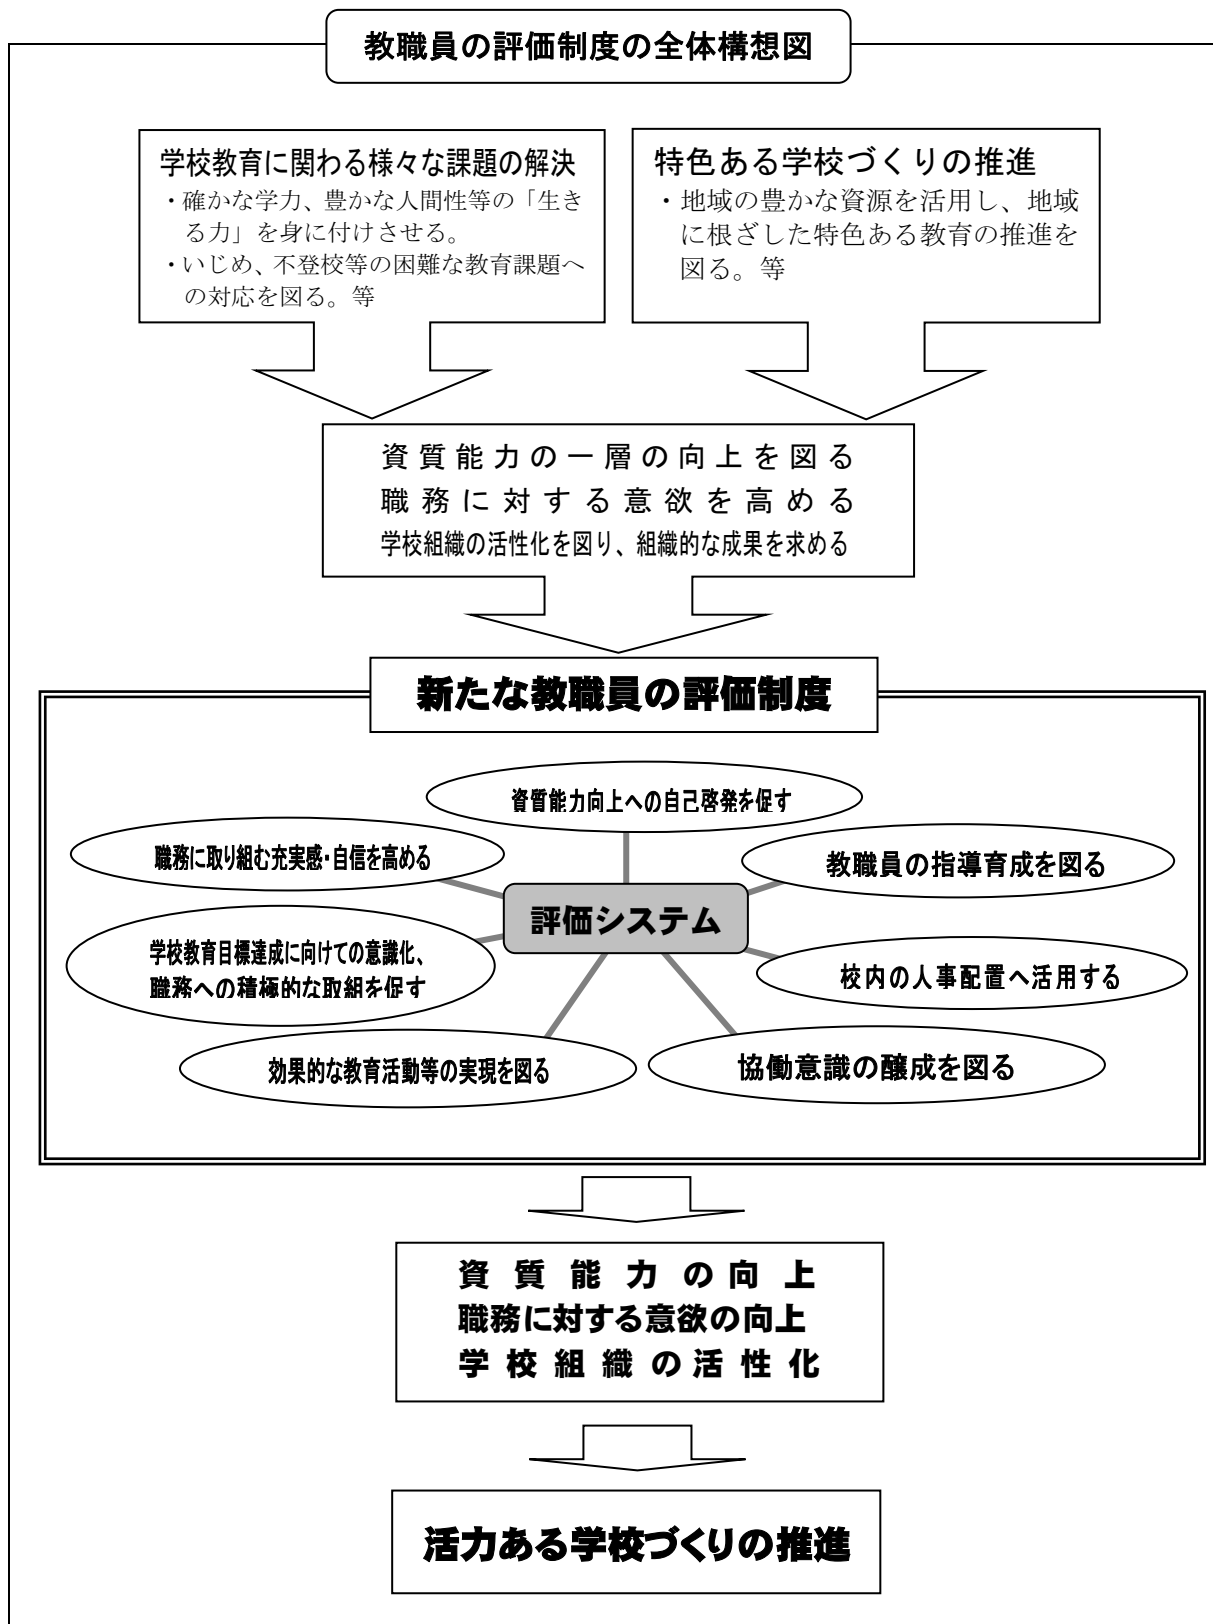 教職員の評価制度の全体構想図
学校教育に関わる様々な課題の解決
・確かな学力、豊かな人間性等の「生き
る力」を身に付けさせる。
・いじめ、不登校等の困難な教育課題へ
の対応を図る。等
特色ある学校づくりの推進
・地域の豊かな資源を活用し、地域
に根ざした特色ある教育の推進を
図る。等
資質能力の一層の向上を図る
職務に対する意欲を高める
学校組織の活性化を図り、組織的な成果を求める
新たな教職員の評価制度
資質能力向上への自己啓発を促す
職務に取り組む充実感・自信を高める
教職員の指導育成を図る
評価システム
学校教育目標達成に向けての意識化、
職務への積極的な取組を促す
校内の人事配置へ活用する
効果的な教育活動等の実現を図る
協働意識の醸成を図る
資質能力の向上
職務に対する意欲の向上
学校組織の活性化
活力ある学校づくりの推進